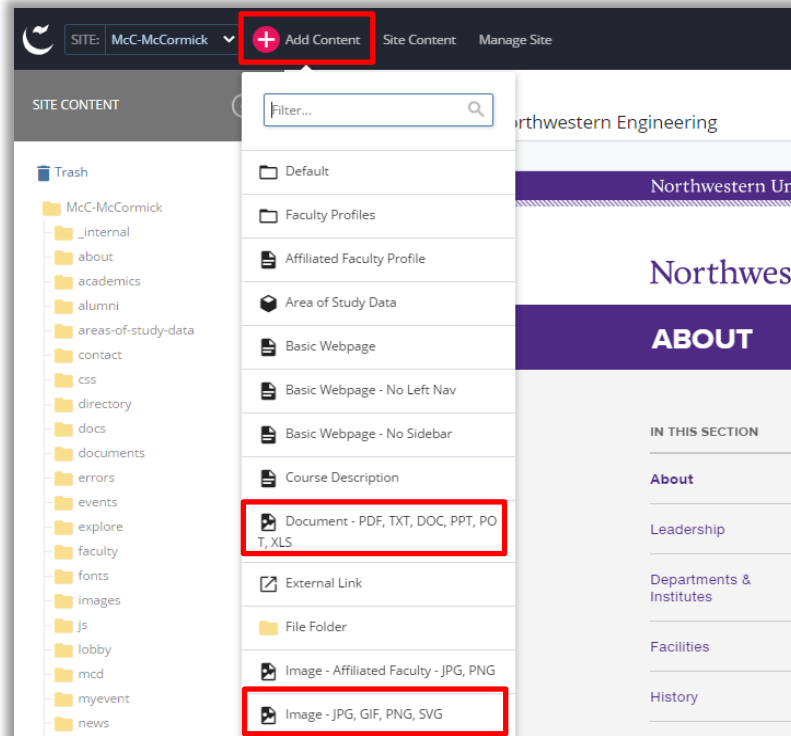 SITE: McC-McCormick
Add Content
Site Content
Manage Site
SITE CONTENT
Trash
McC-McCormick
_internal
about
academics
alumni
areas-of-study-data
contact
css
directory
docs
documents
errors
events
explore
faculty
fonts
images
js
lobby
mcd
myevent
news
Filter...
Default
Faculty Profiles
Affiliated Faculty Profile
Area of Study Data
Basic Webpage
Basic Webpage - No Left Nav
Basic Webpage - No Sidebar
Course Description
Document - PDF, TXT, DOC, PPT, PO
T, XLS
External Link
File Folder
Image - Affiliated Faculty - JPG, PNG
Image - JPG, GIF, PNG, SVG
rthwestern Engineering
Northwestern Un
Northwes
ABOUT
IN THIS SECTION
About
Leadership
Departments &
Institutes
Facilities
History